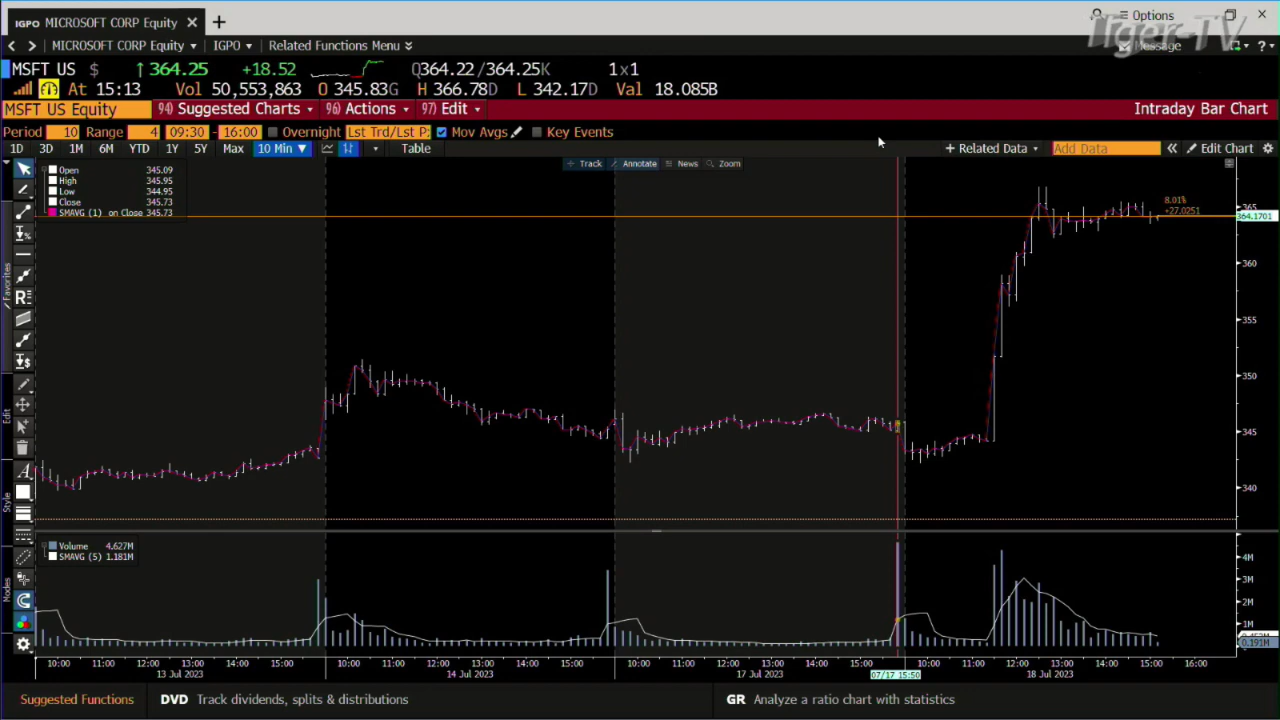 IGPO MICROSOFT CORP Equity
Options
Tiger-TV
MICROSOFT CORP Equity IGPO Related Functions Menu Message
MSFT US $ 364.25 +18.52 Q364.22/364.25K 1x1
At 15:13 Vol 50,553,863 O 345.83G H 366.78D L 342.17D Val 18.085B
MSFT US Equity 94) Suggested Charts 96) Actions 97) Edit Intraday Bar Chart
Period 10 Range 4 09:30 - 16:00 Overnight Lst Trd/Lst P: Mov Avgs Key Events
1D 3D 1M 6M YTD 1Y 5Y Max 10 Min Table + Related Data Add Data Edit Chart
Track Annotate News Zoom
Open 345.09
High 345.95
Low 344.95
Close 345.73
SMAVG (1) on Close 345.73
8.01%
+27.0251
365
364.1701
360
355
350
345
340
Favorites
Edit
Style
Modes
Volume 4.627M
SMAVG (5) 1.181M
4M
3M
2M
1M
0.191M
10:00 11:00 12:00 13:00 14:00 15:00 10:00 11:00 12:00 13:00 14:00 15:00 10:00 11:00 12:00 13:00 14:00 15:00 10:00 11:00 12:00 13:00 14:00 15:00 16:00
13 Jul 2023 14 Jul 2023 17 Jul 2023 07/17 15:50 18 Jul 2023
Suggested Functions DVD Track dividends, splits & distributions GR Analyze a ratio chart with statistics